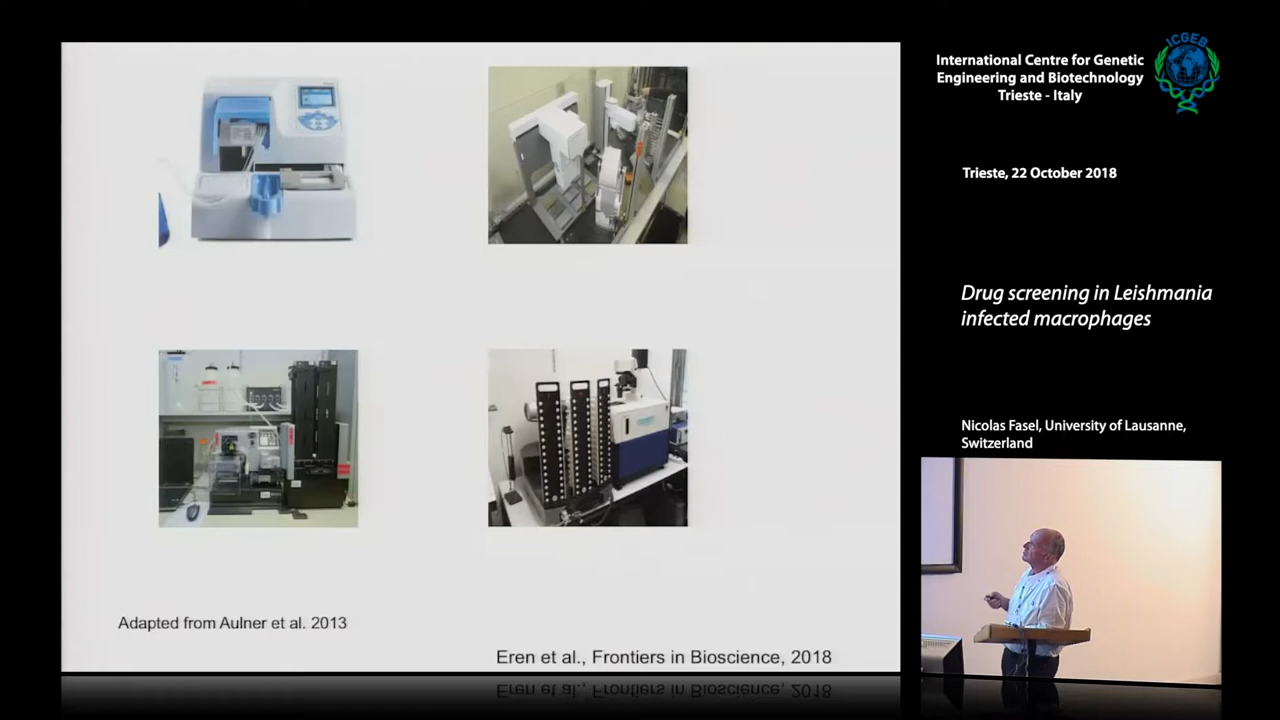 Adapted from Aulner et al. 2013
Eren et al., Frontiers in Bioscience, 2018
International Centre for Genetic
Engineering and Biotechnology
Trieste - Italy
ICGEB
Trieste, 22 October 2018
Drug screening in Leishmania
infected macrophages
Nicolas Fasel, University of Lausanne,
Switzerland